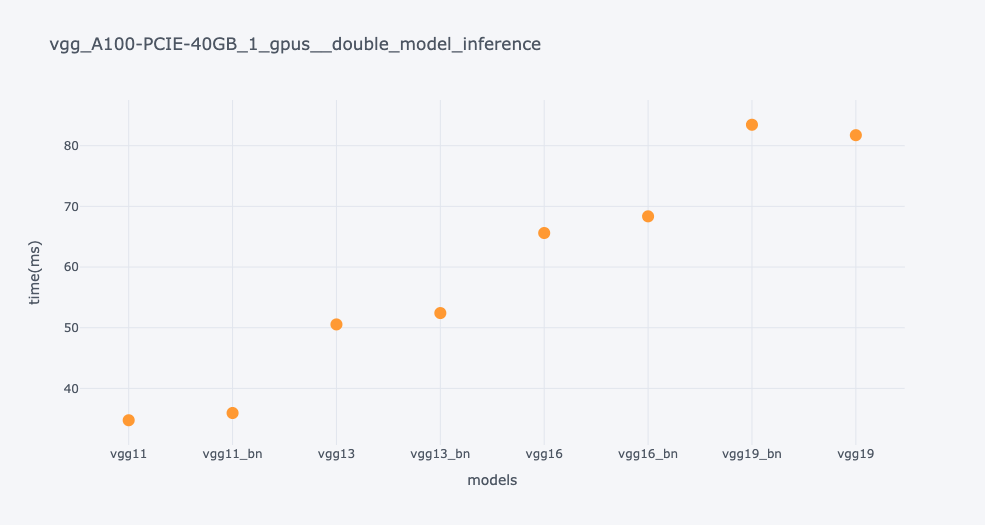 vgg_A100-PCIE-40GB_1_gpus__double_model_inference
80
70
60
50
40
time(ms)
vgg11 vgg11_bn vgg13 vgg13_bn vgg16 vgg16_bn vgg19_bn vgg19
models